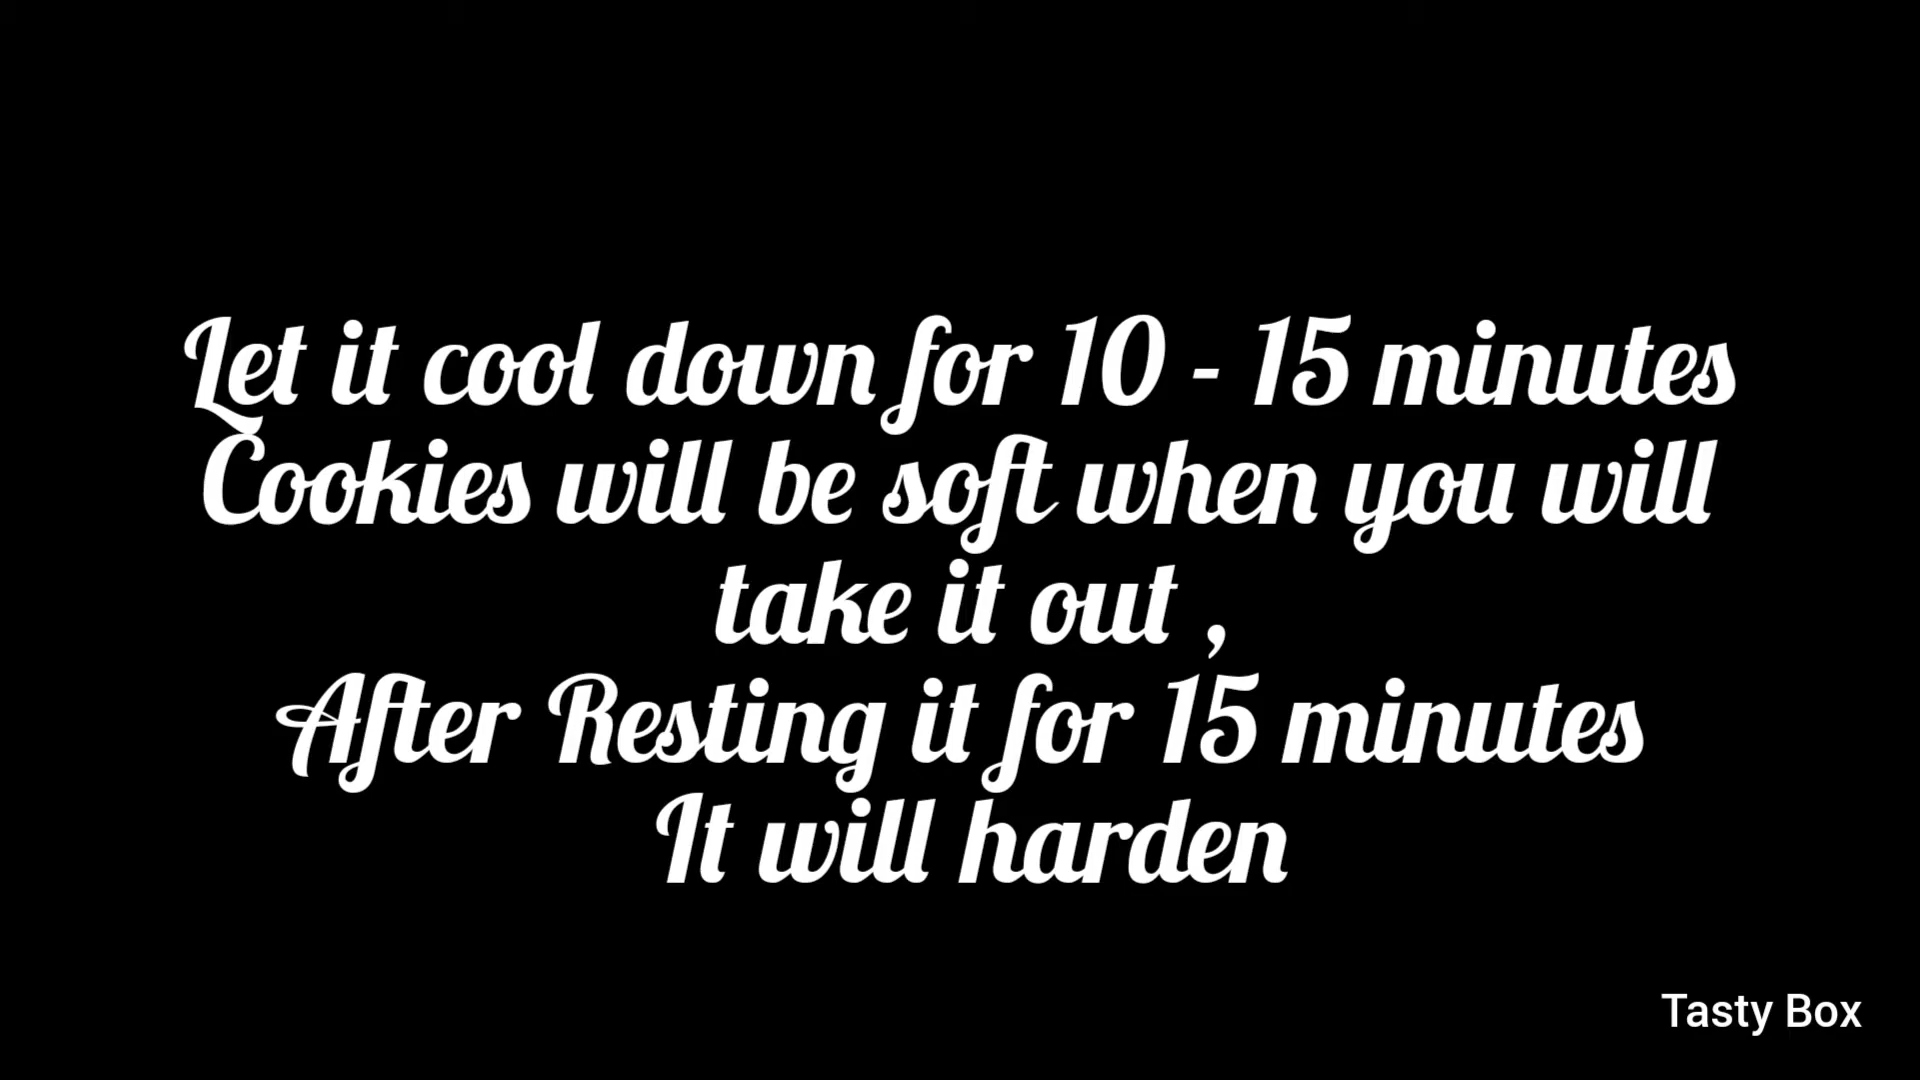 Let it cool down for 10 - 15 minutes
Cookies will be soft when you will
take it out ,
After Resting it for 15 minutes
It will harden
Tasty Box